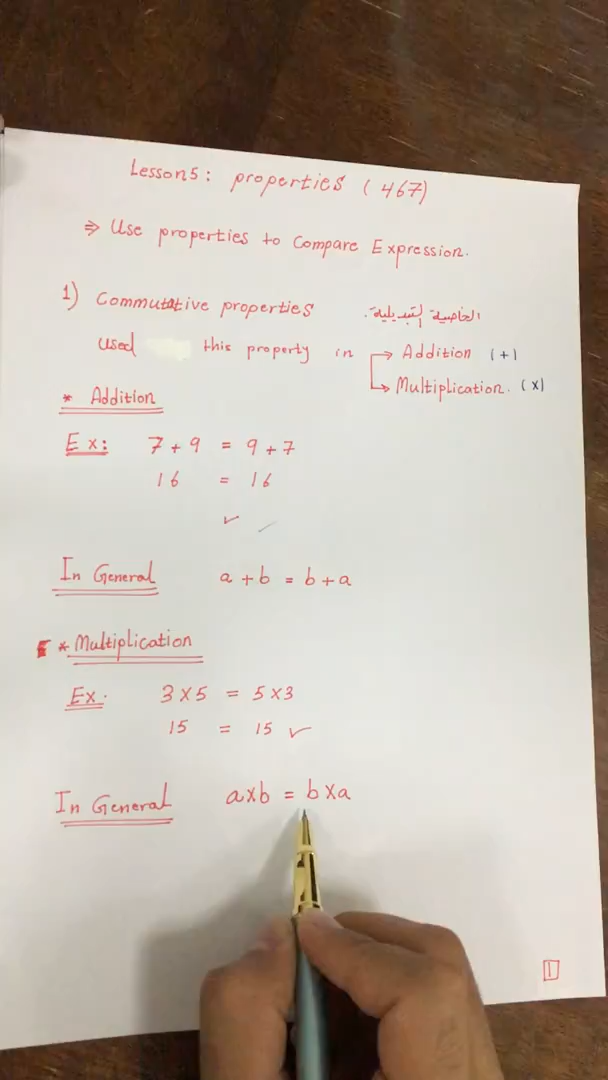 Lesson5: properties (467)
⇒ Use properties to Compare Expression.
1) Commutative properties الخاصية التبديلية.
used this property in → Addition (+)
→ Multiplication. (x)
* Addition
Ex: 7 + 9 = 9 + 7
16 = 16
✓
In General a + b = b + a
* Multiplication
Ex. 3 x 5 = 5 x 3
15 = 15 ✓
In General a x b = b x a
1